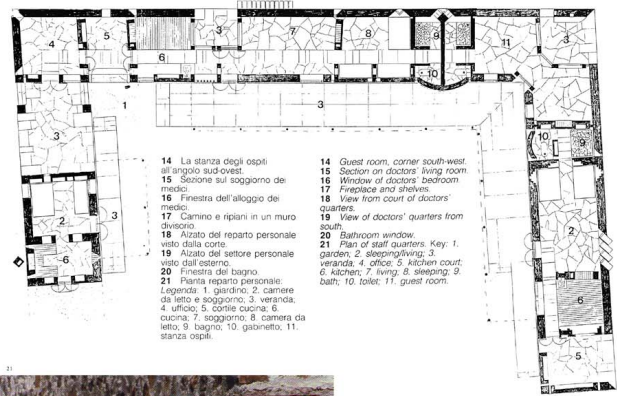 4
5
3
7
8
9
11
3
6
10
1
3
3
10
9
2
3
2
6
6
5
14 La stanza degli ospiti
all'angolo sud-ovest.
15 Sezione sul soggiorno dei
medici.
16 Finestra dell'alloggio dei
medici.
17 Camino e ripiani in un muro
divisorio.
18 Alzato del reparto personale
visto dalla corte.
19 Alzato del settore personale
visto dall'esterno.
20 Finestra del bagno.
21 Pianta reparto personale:
Legenda: 1. giardino; 2. camere
da letto e soggiorno; 3. veranda;
4. ufficio; 5. cortile cucina; 6.
cucina; 7. soggiorno; 8. camera da
letto; 9. bagno; 10. gabinetto; 11.
stanza ospiti.
14 Guest room, corner south-west.
15 Section on doctors' living room.
16 Window of doctors' bedroom.
17 Fireplace and shelves.
18 View from court of doctors'
quarters.
19 View of doctors' quarters from
south.
20 Bathroom window.
21 Plan of staff quarters. Key: 1.
garden; 2. sleeping/living; 3.
veranda; 4. office; 5. kitchen court;
6. kitchen; 7. living; 8. sleeping; 9.
bath; 10. toilet; 11. guest room.
21